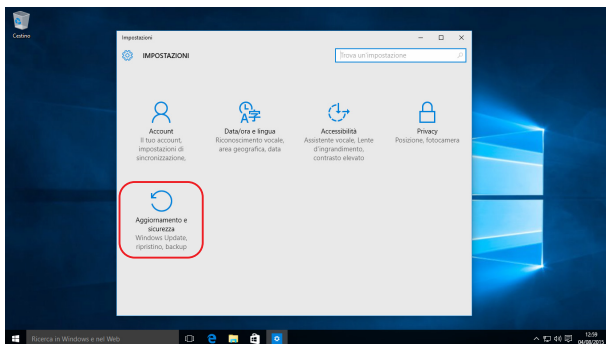 Cestino
Impostazioni
IMPOSTAZIONI
Trova un'impostazione
Account
Il tuo account,
impostazioni di
sincronizzazione,
Data/ora e lingua
Riconoscimento vocale,
area geografica, data
Accessibilità
Assistente vocale, Lente
d'ingrandimento,
contrasto elevato
Privacy
Posizione, fotocamera
Aggiornamento e
sicurezza
Windows Update,
ripristino, backup
Ricerca in Windows e nel Web
12:59
04/08/2015